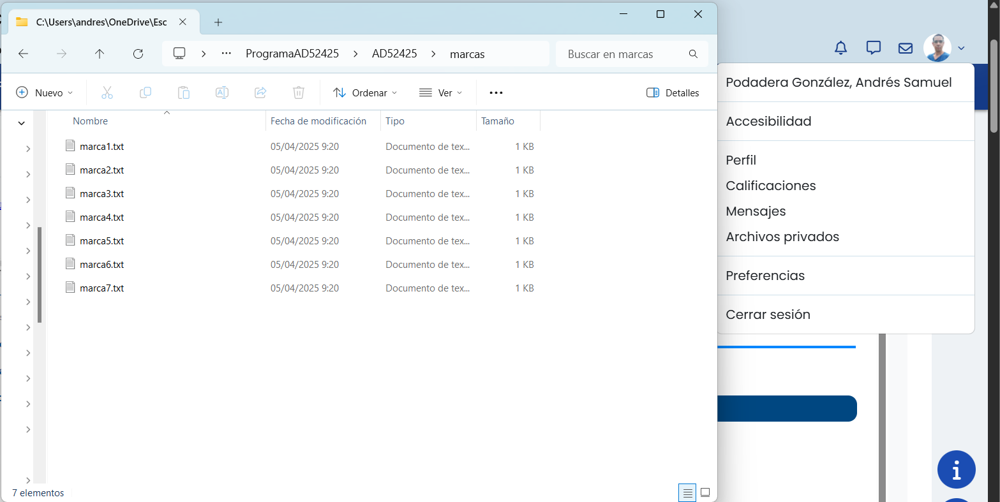 C:\Users\andres\OneDrive\Esc
ProgramaAD52425
AD52425
marcas
Buscar en marcas
Nuevo
Ordenar
Ver
Detalles
Nombre Fecha de modificación Tipo Tamaño
marca1.txt 05/04/2025 9:20 Documento de tex... 1 KB
marca2.txt 05/04/2025 9:20 Documento de tex... 1 KB
marca3.txt 05/04/2025 9:20 Documento de tex... 1 KB
marca4.txt 05/04/2025 9:20 Documento de tex... 1 KB
marca5.txt 05/04/2025 9:20 Documento de tex... 1 KB
marca6.txt 05/04/2025 9:20 Documento de tex... 1 KB
marca7.txt 05/04/2025 9:20 Documento de tex... 1 KB
7 elementos
Podadera González, Andrés Samuel
Accesibilidad
Perfil
Calificaciones
Mensajes
Archivos privados
Preferencias
Cerrar sesión